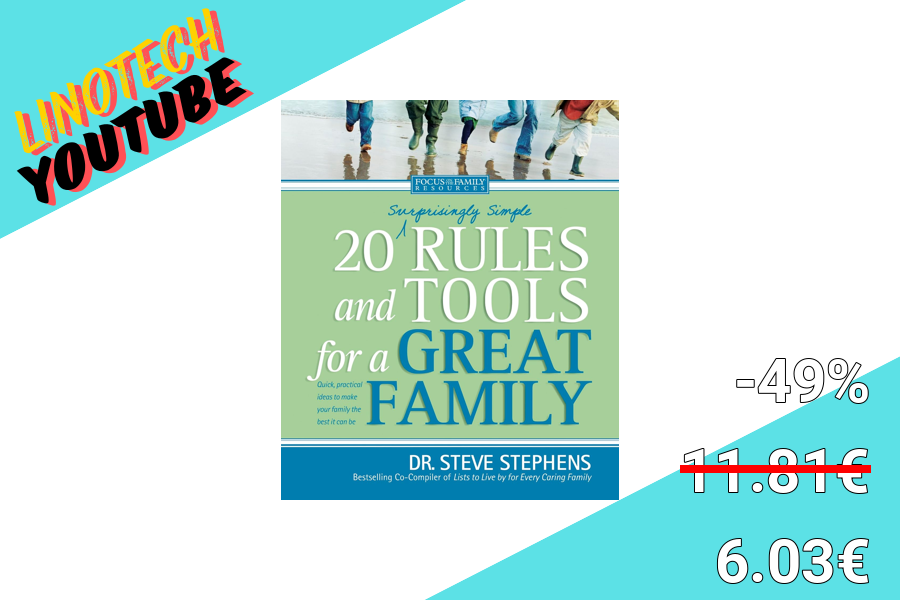 LINOTECH
YOUTUBE
FOCUS ON THE FAMILY
RESOURCES
Surprisingly Simple
20 RULES
and TOOLS
for a GREAT
FAMILY
Quick, practical
ideas to make
your family the
best it can be
DR. STEVE STEPHENS
Bestselling Co-Compiler of Lists to Live by for Every Caring Family
-49%
11.81€
6.03€